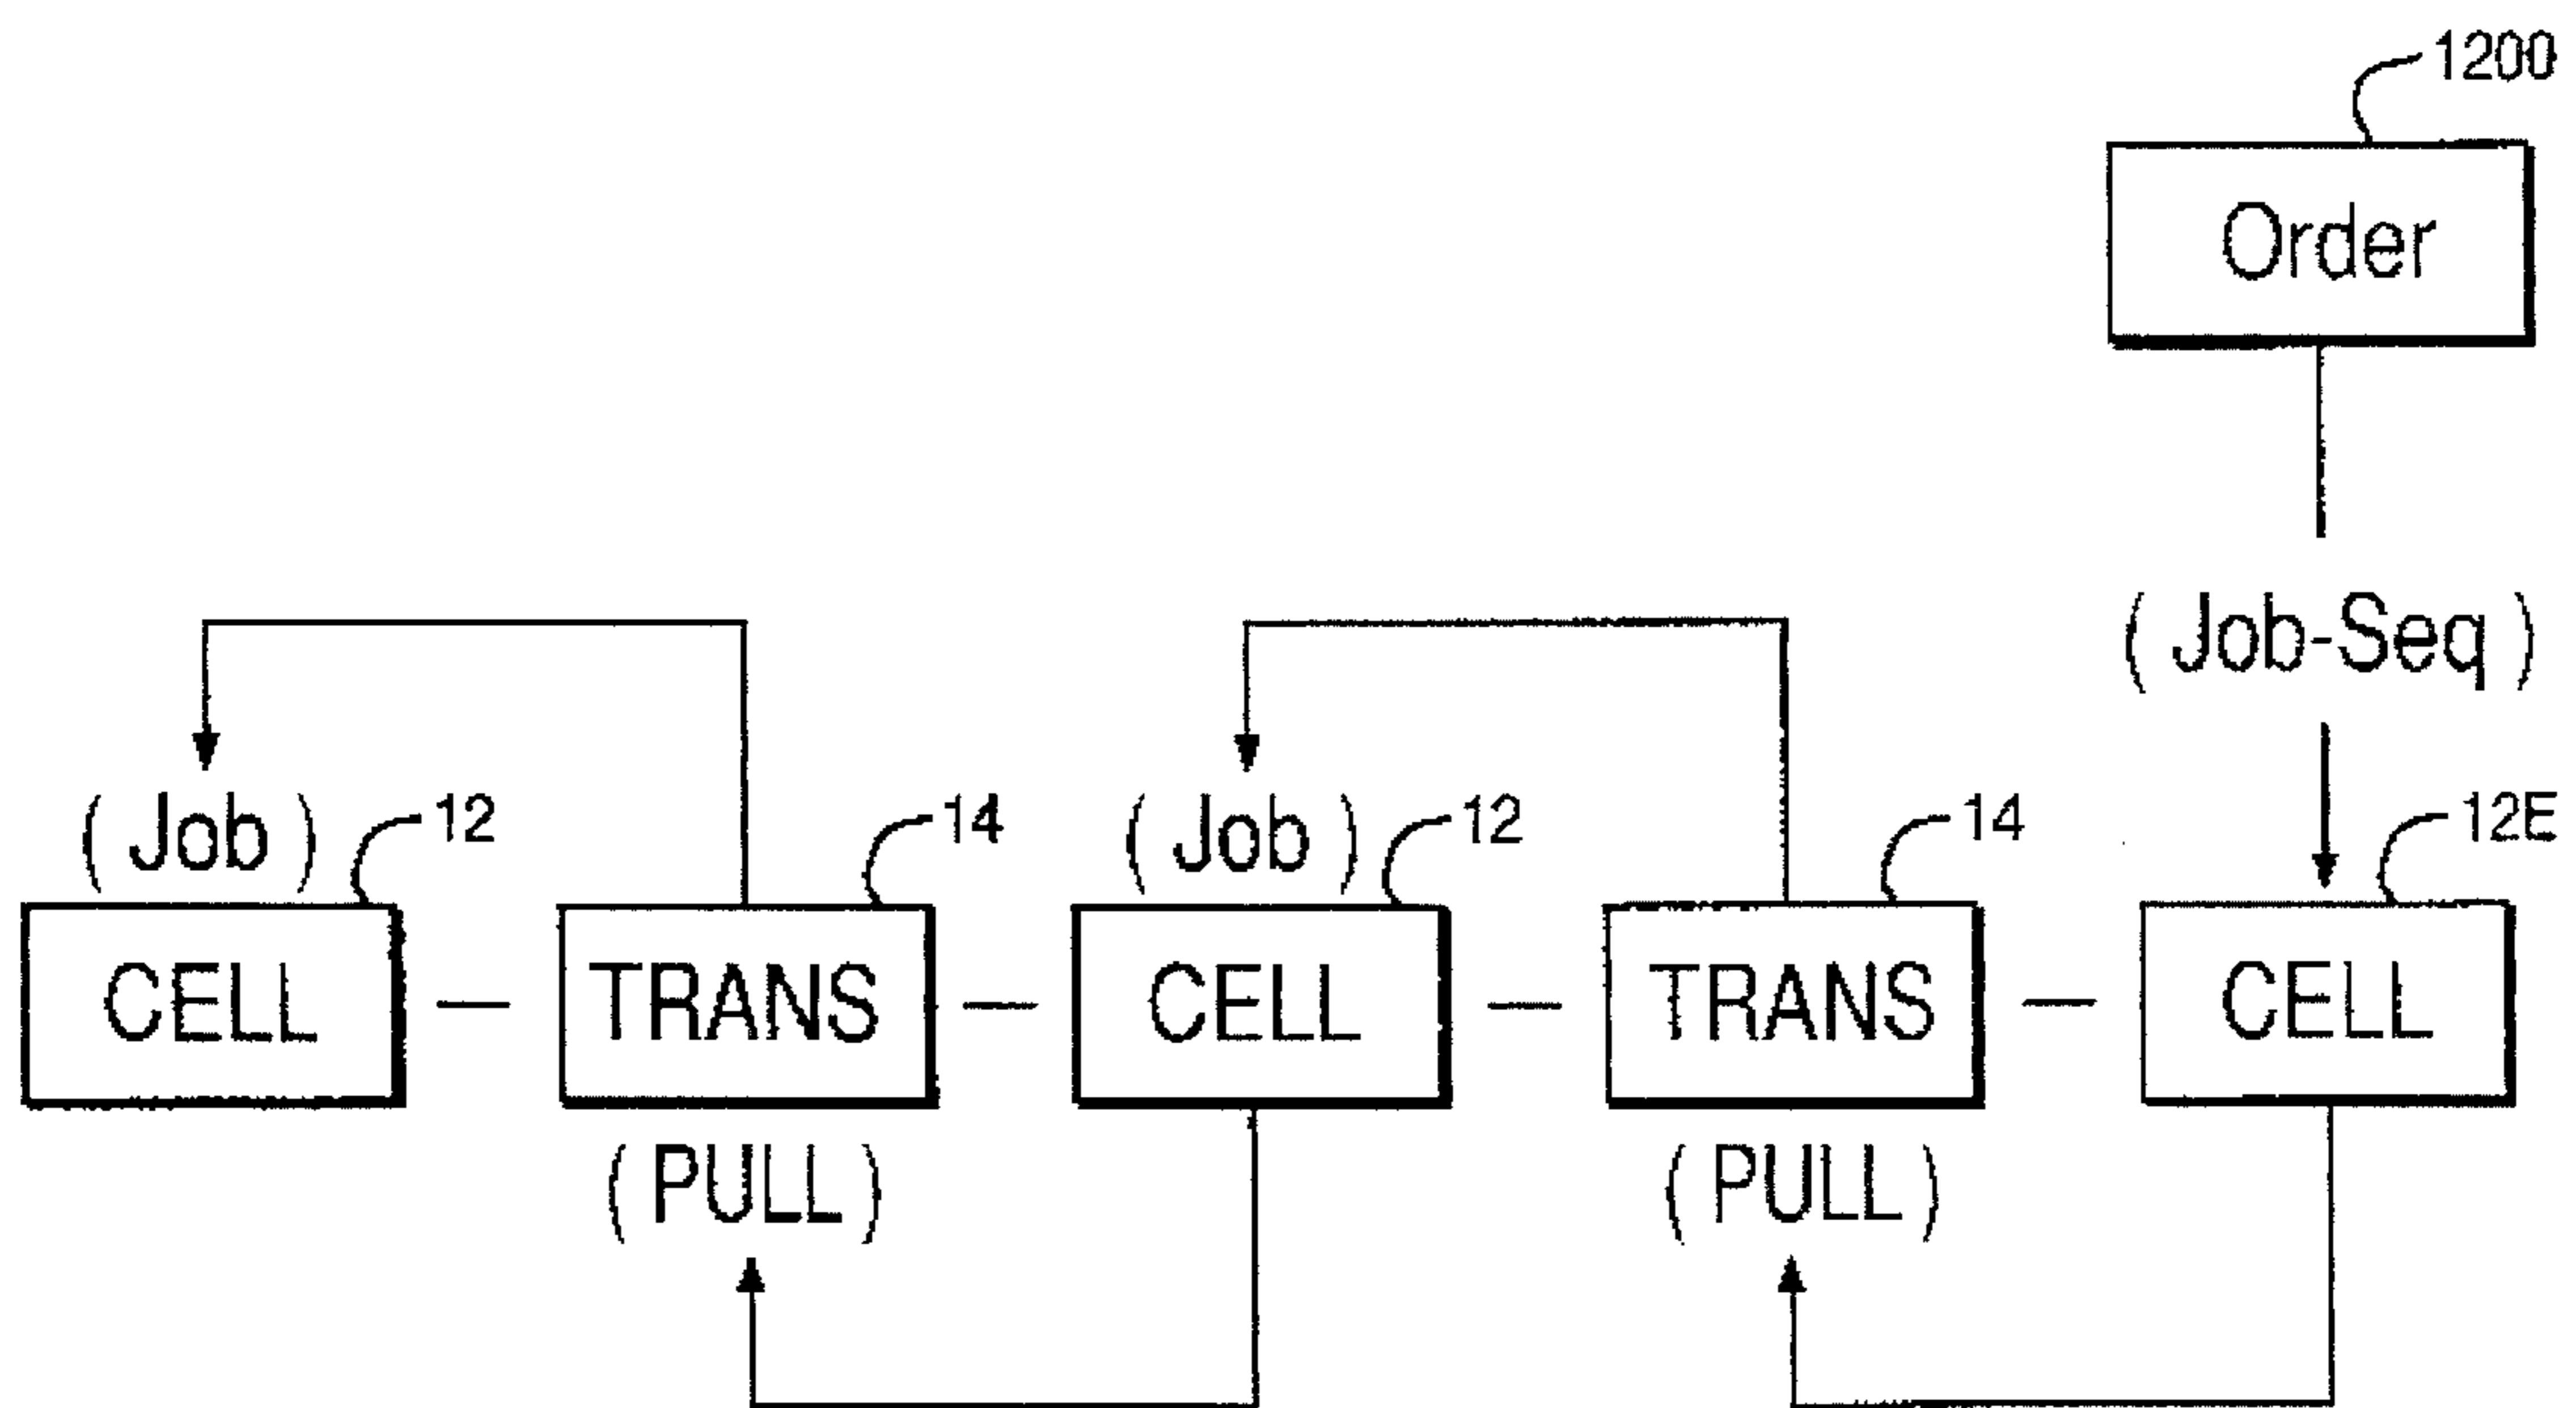 1200
Order
( Job-Seq )
( Job ) 12 14 ( Job ) 12 14 12E
CELL — TRANS — CELL — TRANS — CELL
( PULL ) ( PULL )